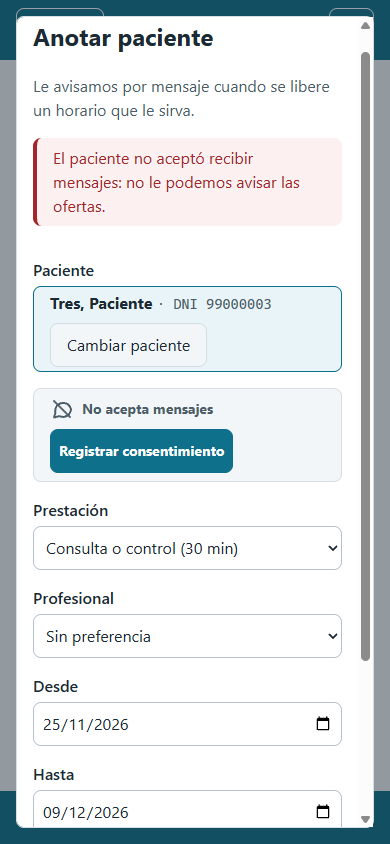 Anotar paciente
Le avisamos por mensaje cuando se libere
un horario que le sirva.
El paciente no aceptó recibir
mensajes: no le podemos avisar las
ofertas.
Paciente
Tres, Paciente · DNI 99000003
Cambiar paciente
No acepta mensajes
Registrar consentimiento
Prestación
Consulta o control (30 min)
Profesional
Sin preferencia
Desde
25/11/2026
Hasta
09/12/2026